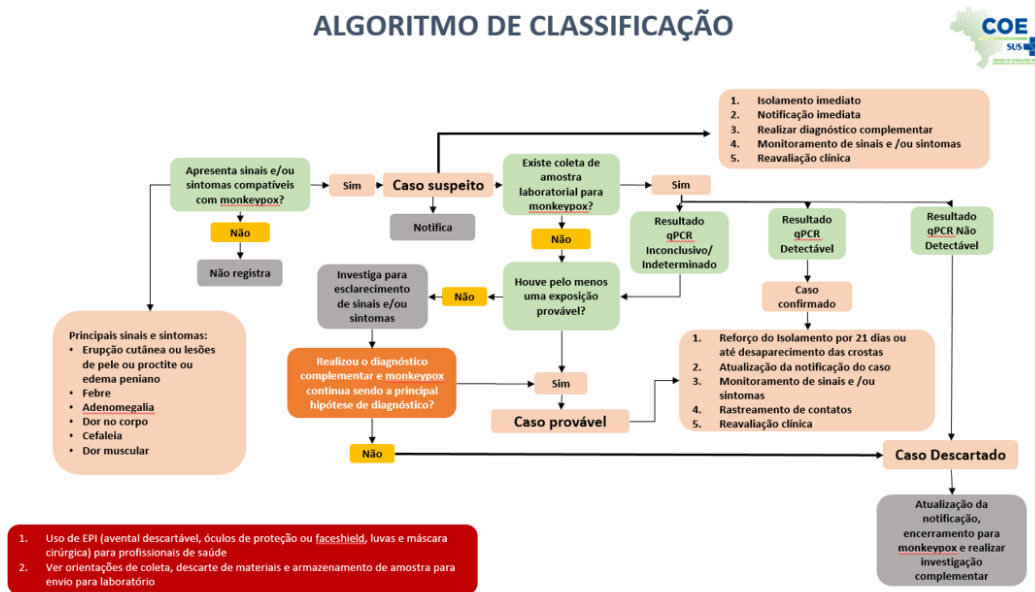 ALGORITMO DE CLASSIFICAÇÃO
COE
SUS
1. Isolamento imediato
2. Notificação imediata
3. Realizar diagnóstico complementar
4. Monitoramento de sinais e /ou sintomas
5. Reavaliação clínica
Apresenta sinais e/ou
sintomas compatíveis
com monkeypox?
Sim
Caso suspeito
Existe coleta de
amostra
laboratorial para
monkeypox?
Sim
Não
Notifica
Não
Não registra
Resultado
qPCR
Inconclusivo/
Indeterminado
Resultado
qPCR
Detectável
Resultado
qPCR Não
Detectável
Investiga para
esclarecimento
de sinais e/ou
sintomas
Não
Houve pelo menos
uma exposição
provável?
Caso
confirmado
Principais sinais e sintomas:
• Erupção cutânea ou lesões
de pele ou proctite ou
edema peniano
• Febre
• Adenomegalia
• Dor no corpo
• Cefaleia
• Dor muscular
Realizou o diagnóstico
complementar e monkeypox
continua sendo a principal
hipótese de diagnóstico?
Sim
Caso provável
1. Reforço do Isolamento por 21 dias ou
até desaparecimento das crostas
2. Atualização da notificação do caso
3. Monitoramento de sinais e /ou
sintomas
4. Rastreamento de contatos
5. Reavaliação clínica
Não
Caso Descartado
Atualização da
notificação,
encerramento para
monkeypox e realizar
investigação
complementar
1. Uso de EPI (avental descartável, óculos de proteção ou faceshield, luvas e máscara
cirúrgica) para profissionais de saúde
2. Ver orientações de coleta, descarte de materiais e armazenamento de amostra para
envio para laboratório